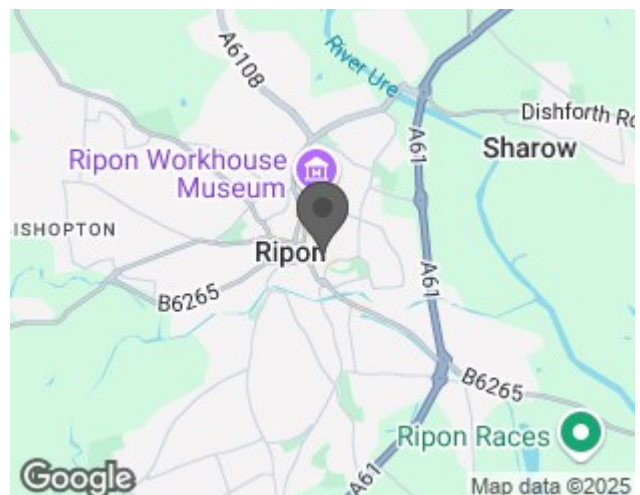 A6108
River Ure
Dishforth Ro
A61
Sharow
Ripon Workhouse
Museum
BISHOPTON
Ripon
A61
B6265
B6265
Ripon Races
A61
Google
Map data ©2025